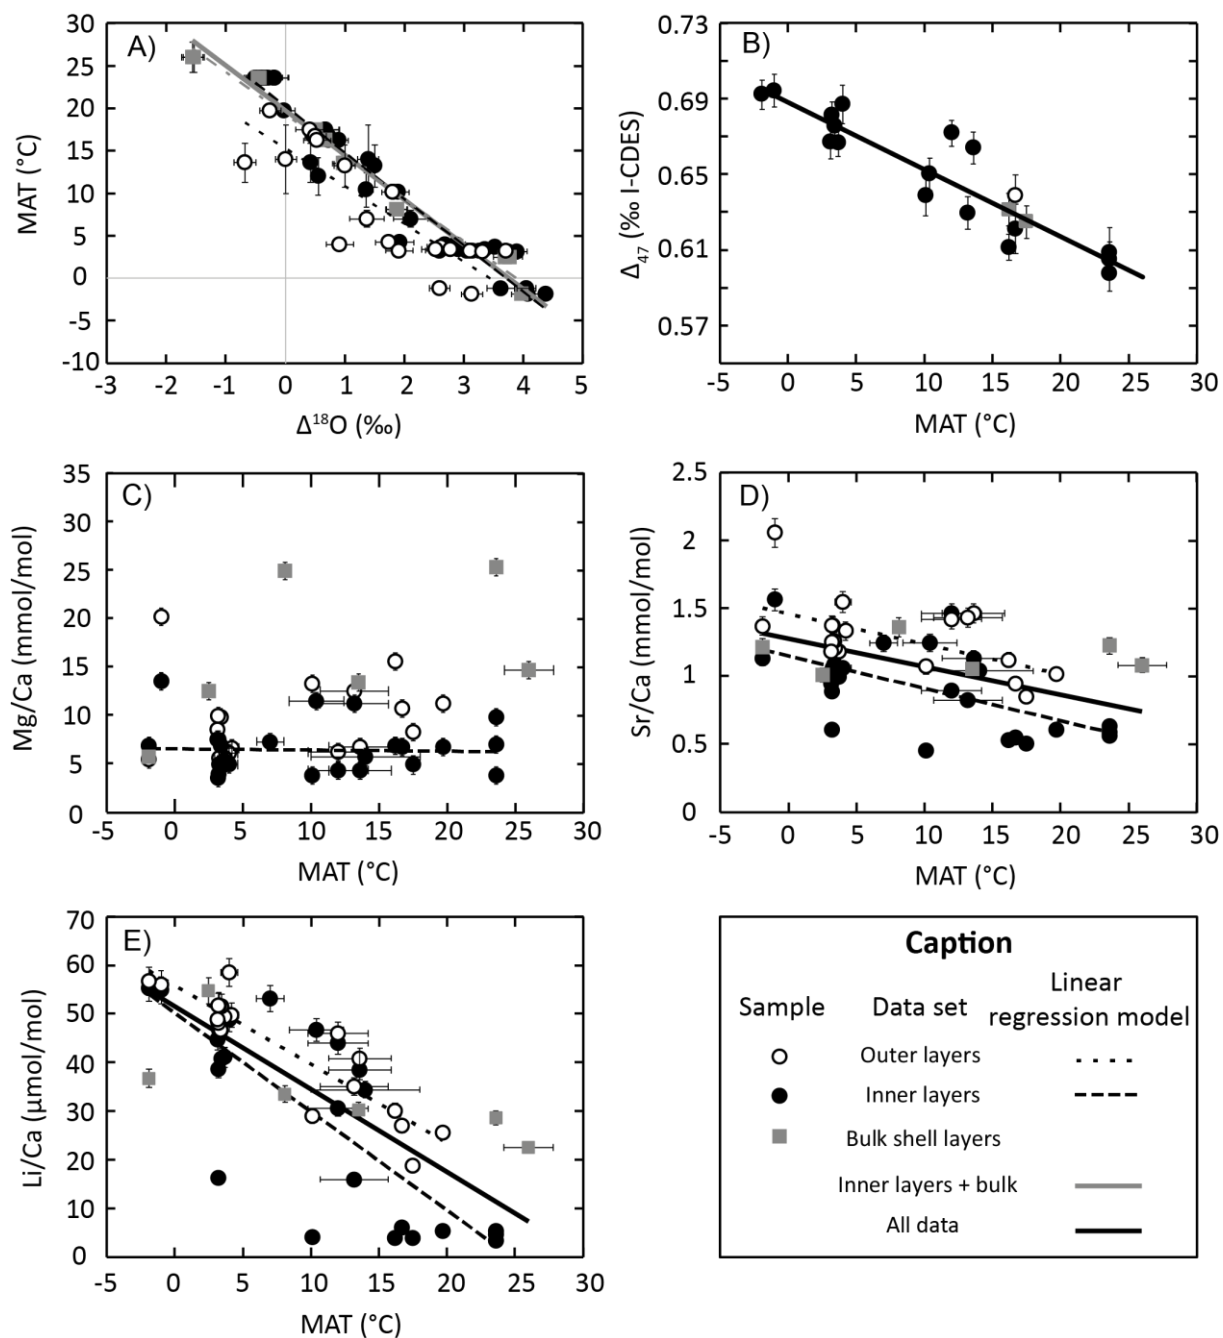 A)
MAT (°C)
30
25
20
15
10
5
0
-5
-10
-3 -2 -1 0 1 2 3 4 5
Δ¹⁸O (‰)
B)
Δ₄₇ (‰ I-CDES)
0.73
0.69
0.65
0.61
0.57
-5 0 5 10 15 20 25 30
MAT (°C)
C)
Mg/Ca (mmol/mol)
35
30
25
20
15
10
5
0
-5 0 5 10 15 20 25 30
MAT (°C)
D)
Sr/Ca (mmol/mol)
2.5
2
1.5
1
0.5
0
-5 0 5 10 15 20 25 30
MAT (°C)
E)
Li/Ca (μmol/mol)
70
60
50
40
30
20
10
0
-5 0 5 10 15 20 25 30
MAT (°C)
Caption
Sample Data set Linear
regression model
Outer layers
Inner layers
Bulk shell layers
Inner layers + bulk
All data